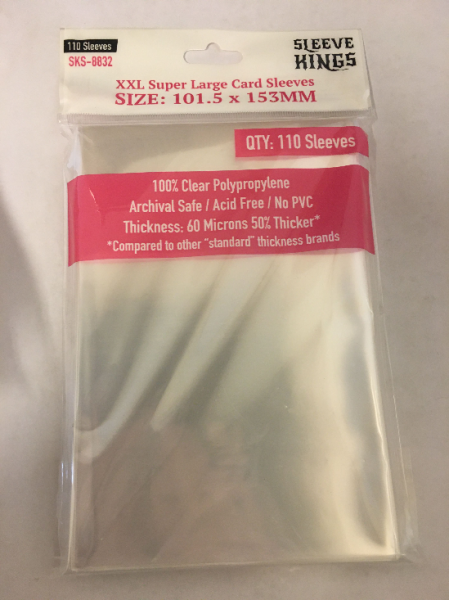 110 Sleeves
SKS-8832
SLEEVE
KINGS
XXL Super Large Card Sleeves
SIZE: 101.5 x 153MM
QTY: 110 Sleeves
100% Clear Polypropylene
Archival Safe / Acid Free / No PVC
Thickness: 60 Microns 50% Thicker*
*Compared to other "standard" thickness brands